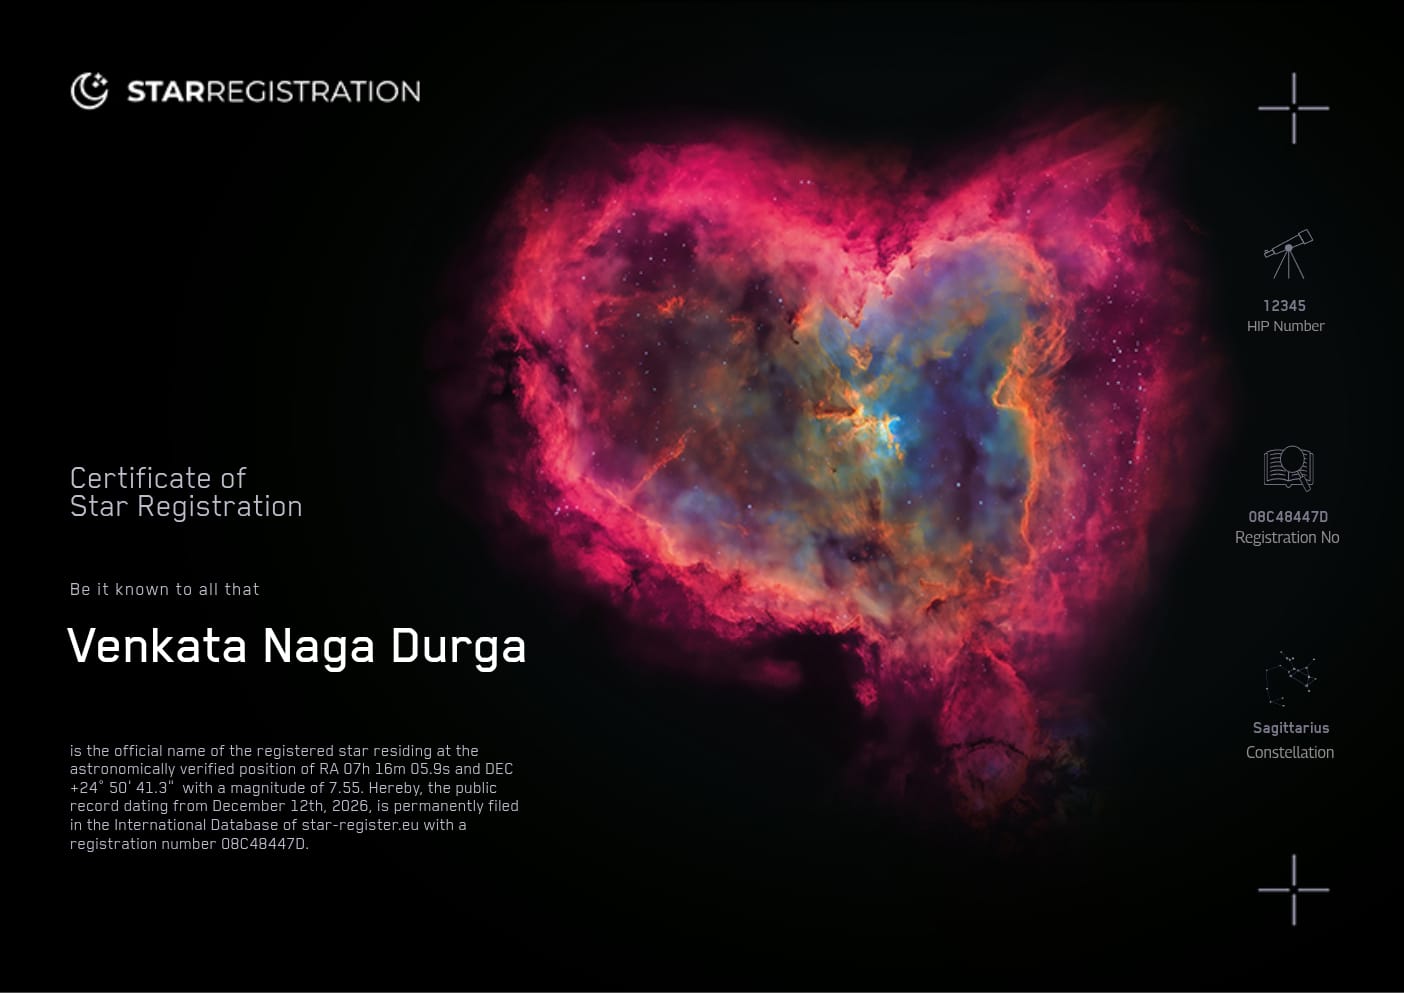 STARREGISTRATION
12345
HIP Number
08C48447D
Registration No
Sagittarius
Constellation
Certificate of
Star Registration
Be it known to all that
Venkata Naga Durga
is the official name of the registered star residing at the
astronomically verified position of RA 07h 16m 05.9s and DEC
+24° 50' 41.3"  with a magnitude of 7.55. Hereby, the public
record dating from December 12th, 2026, is permanently filed
in the International Database of star-register.eu with a
registration number 08C48447D.